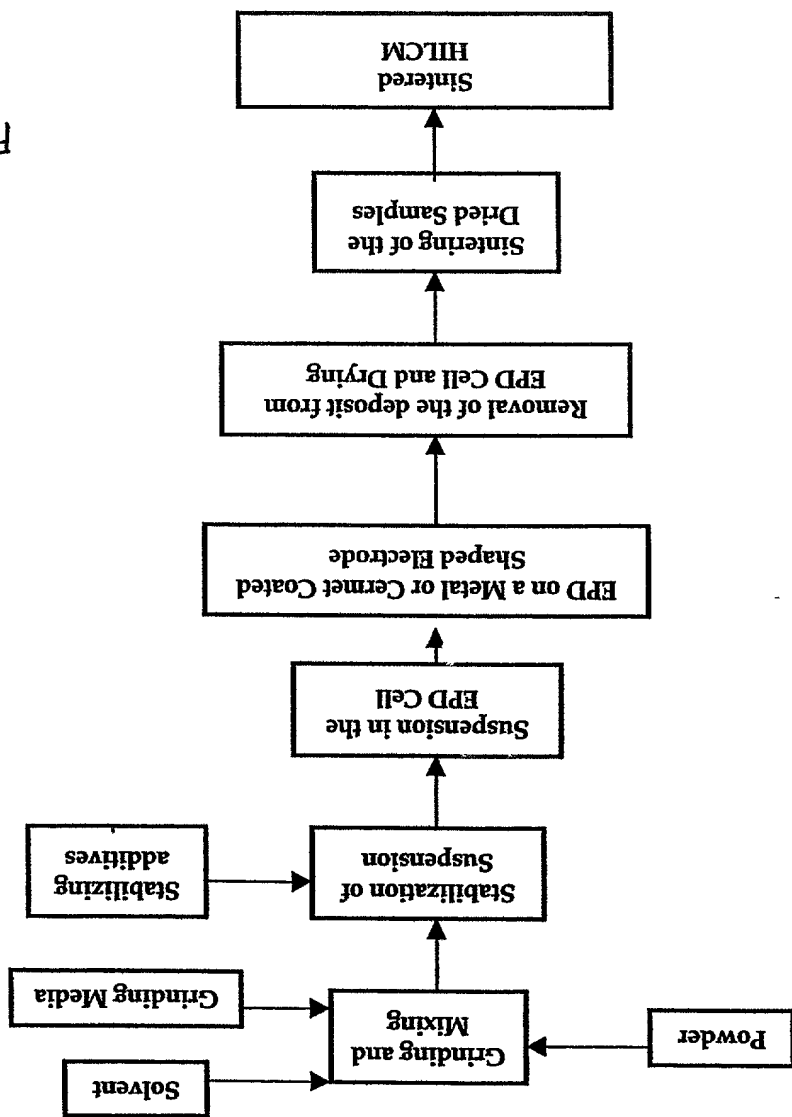 Solvent
Powder
Grinding and
Mixing
Grinding Media
Stabilization of
Suspension
Stabilizing
additives
Suspension in the
EPD Cell
EPD on a Metal or Cermet Coated
Shaped Electrode
Removal of the deposit from
EPD Cell and Drying
Sintering of the
Dried Samples
Sintered
HILCM